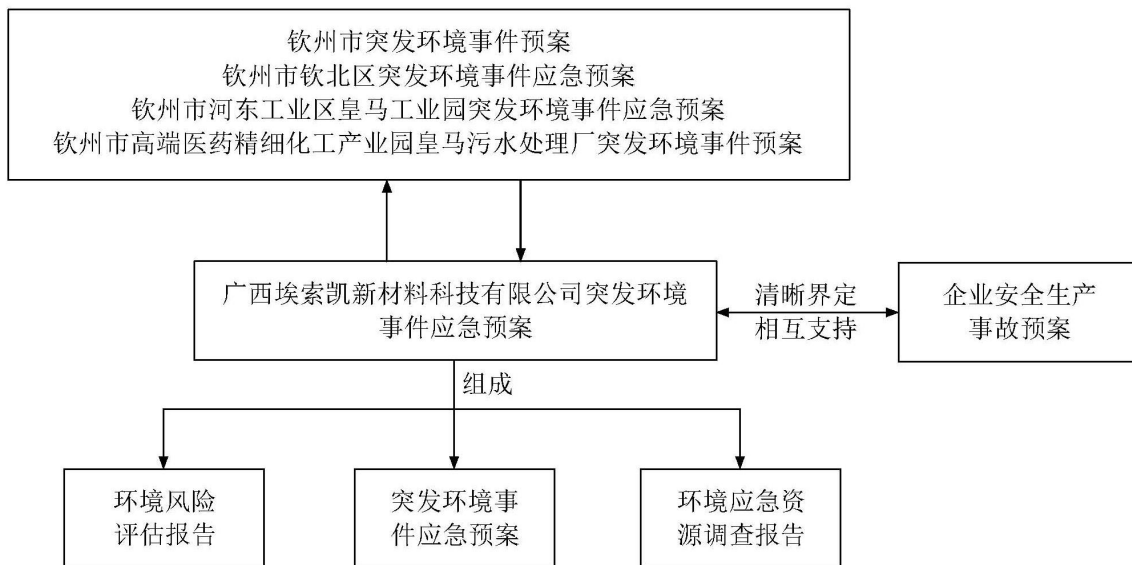 钦州市突发环境事件预案
钦州市钦北区突发环境事件应急预案
钦州市河东工业区皇马工业园突发环境事件应急预案
钦州市高端医药精细化工产业园皇马污水处理厂突发环境事件预案
广西埃索凯新材料科技有限公司突发环境
事件应急预案
清晰界定
相互支持
企业安全生产
事故预案
组成
环境风险
评估报告
突发环境事
件应急预案
环境应急资
源调查报告